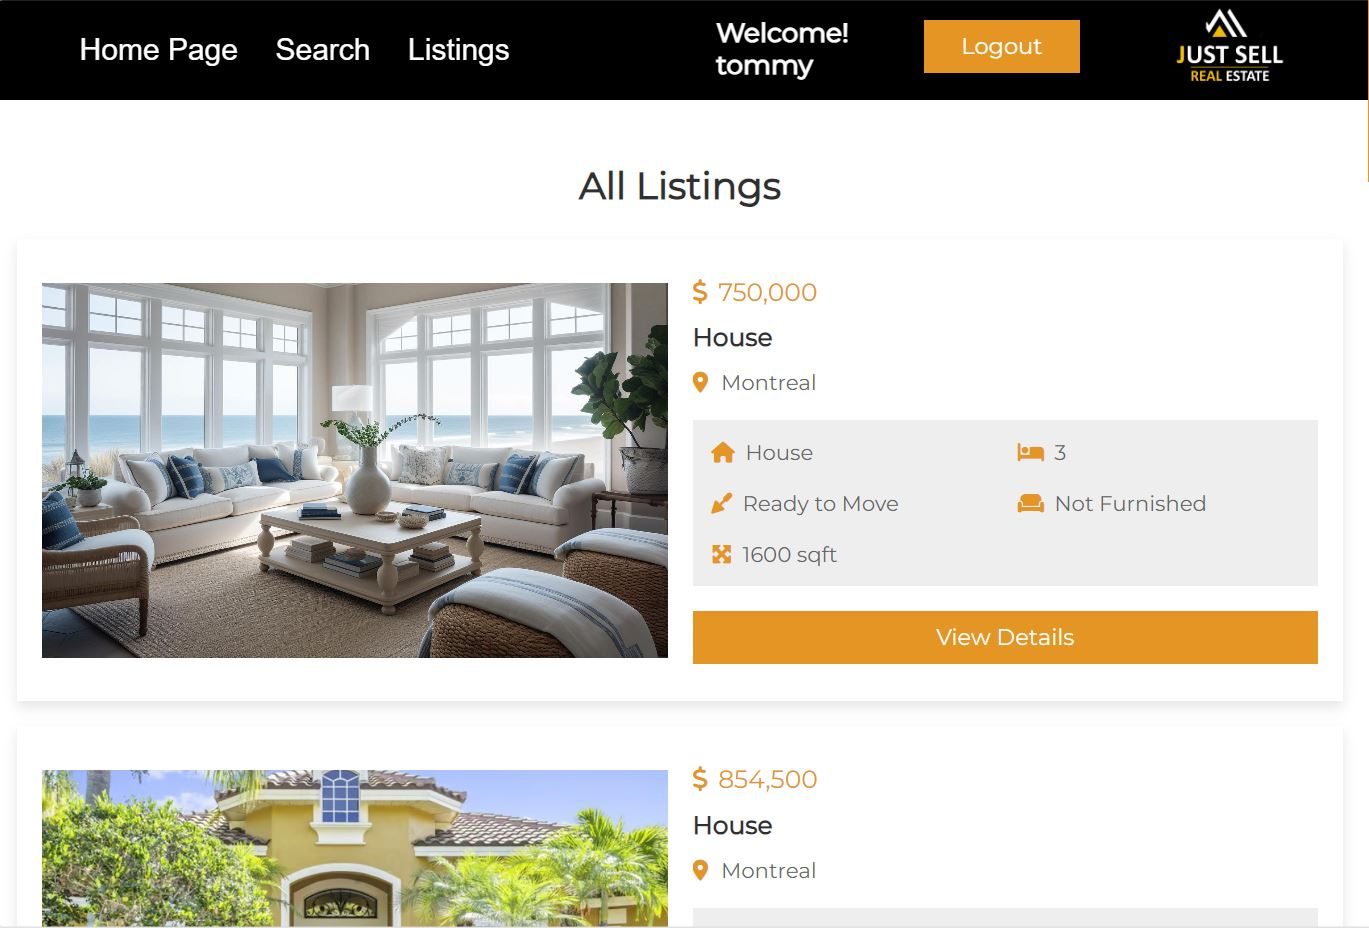 Home Page Search Listings
Welcome!
tommy
Logout
JUST SELL
REAL ESTATE
All Listings
$ 750,000
House
Montreal
House
3
Ready to Move
Not Furnished
1600 sqft
View Details
$ 854,500
House
Montreal